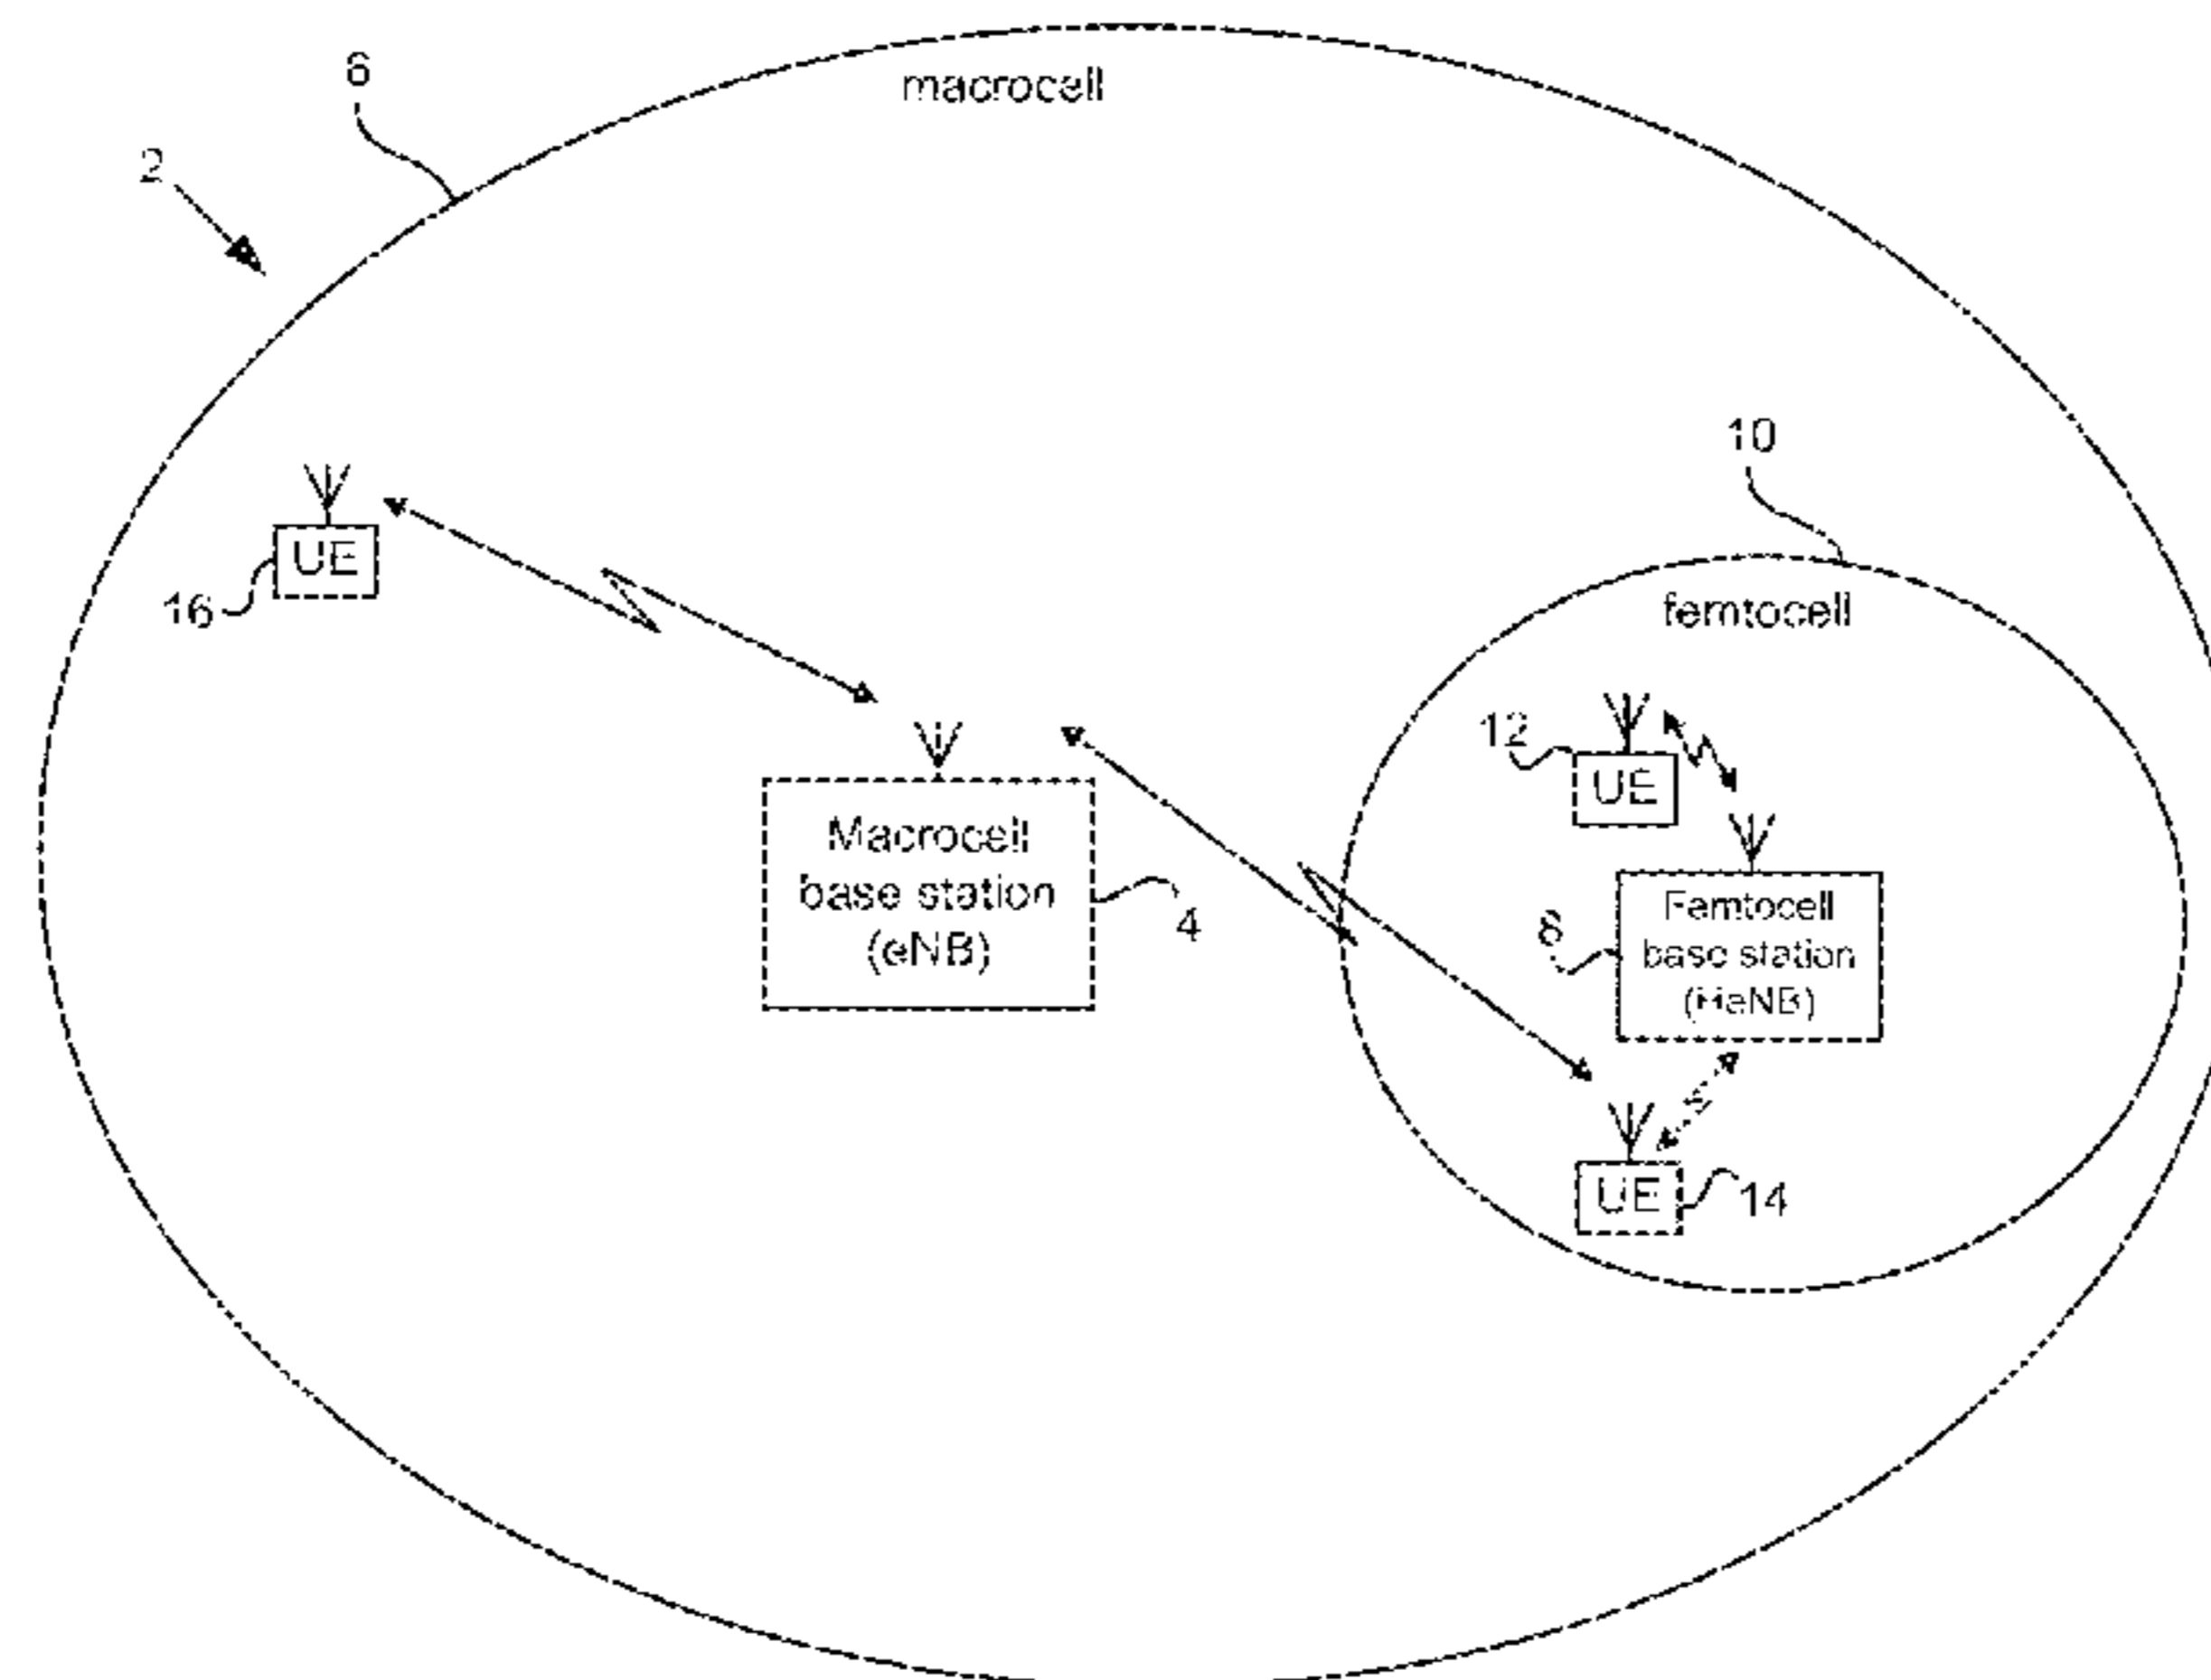 6
macrocell
2
10
UE
16
femtocell
12
UE
Macrocell
base station
(eNB)
4
8
Femtocell
base station
(HeNB)
UE
14